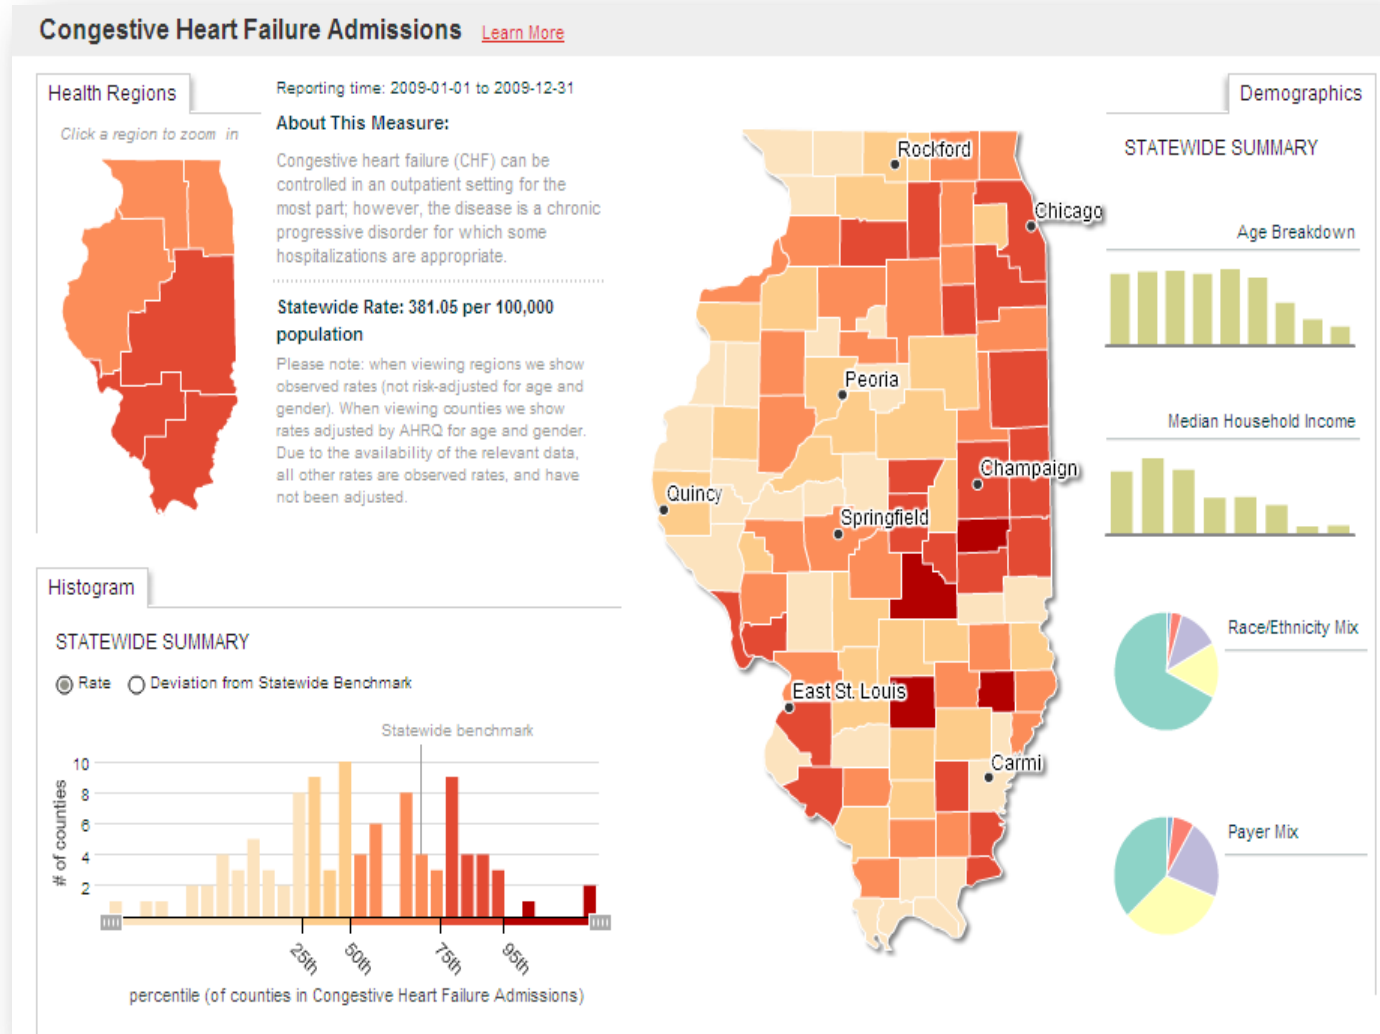 Congestive Heart Failure Admissions Learn More
Health Regions
Click a region to zoom in
Reporting time: 2009-01-01 to 2009-12-31
About This Measure:
Congestive heart failure (CHF) can be
controlled in an outpatient setting for the
most part; however, the disease is a chronic
progressive disorder for which some
hospitalizations are appropriate.
Statewide Rate: 381.05 per 100,000
population
Please note: when viewing regions we show
observed rates (not risk-adjusted for age and
gender). When viewing counties we show
rates adjusted by AHRQ for age and gender.
Due to the availability of the relevant data,
all other rates are observed rates, and have
not been adjusted.
Rockford
Chicago
Peoria
Champaign
Quincy
Springfield
East St. Louis
Carmi
Demographics
STATEWIDE SUMMARY
Age Breakdown
Median Household Income
Race/Ethnicity Mix
Payer Mix
Histogram
STATEWIDE SUMMARY
Rate Deviation from Statewide Benchmark
Statewide benchmark
# of counties
10
8
6
4
2
25th 50th 75th 95th
percentile (of counties in Congestive Heart Failure Admissions)